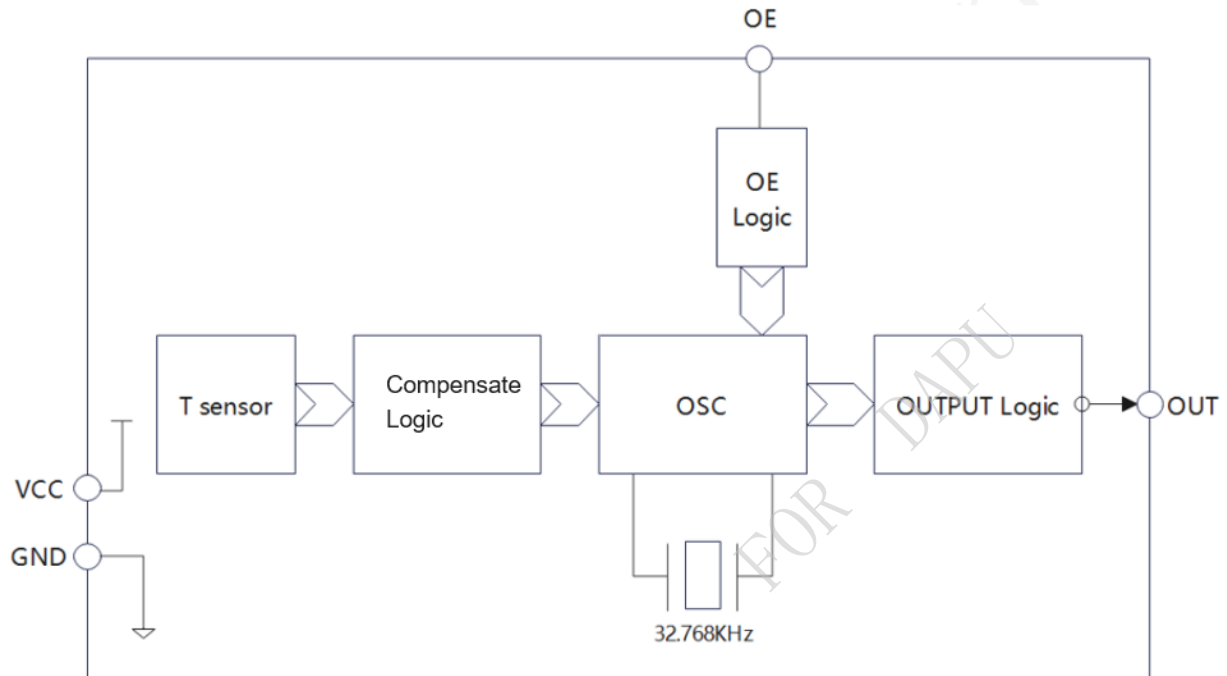 OE
OE
Logic
T sensor
Compensate
Logic
OSC
OUTPUT Logic
OUT
VCC
GND
32.768KHz
FOR DAPU